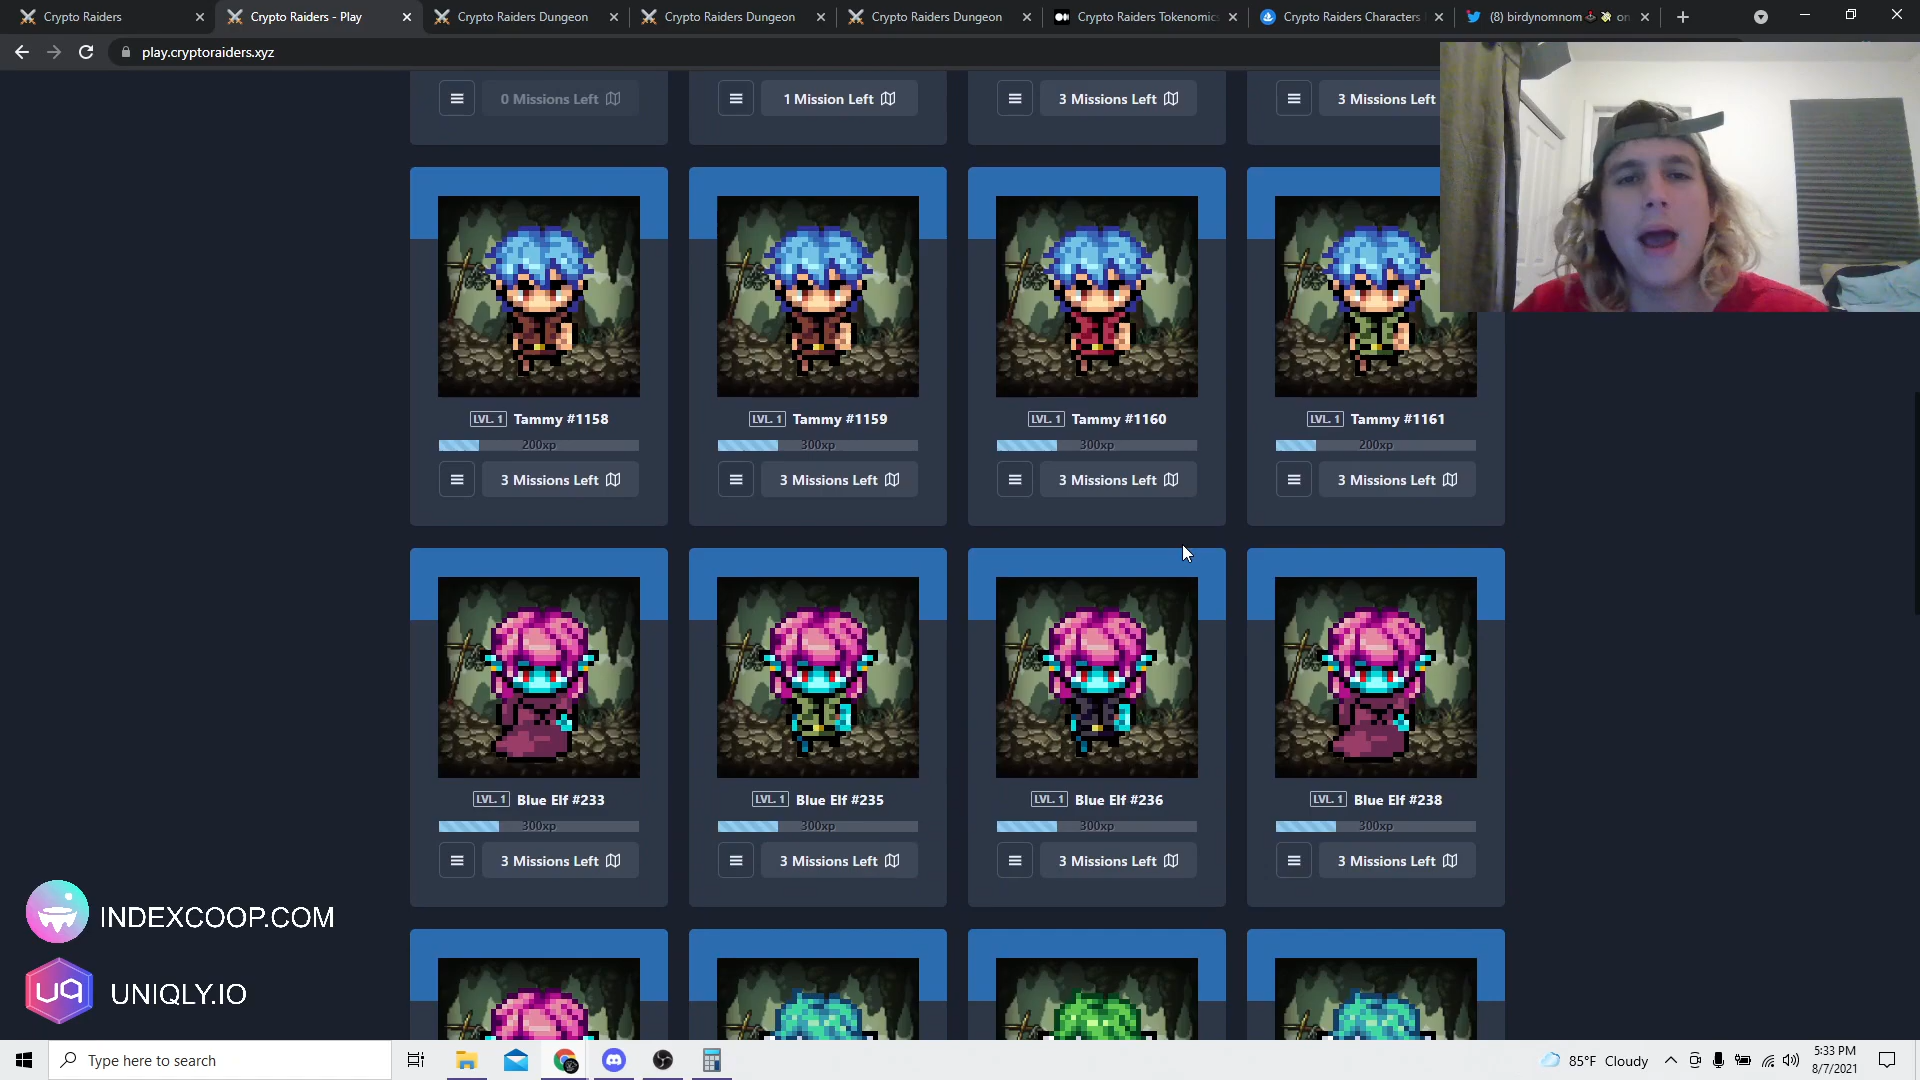 Crypto Raiders
Crypto Raiders - Play
Crypto Raiders Dungeon
Crypto Raiders Dungeon
Crypto Raiders Dungeon
Crypto Raiders Tokenomics
Crypto Raiders Characters
(8) birdynomnom on
play.cryptoraiders.xyz
0 Missions Left
1 Mission Left
3 Missions Left
3 Missions Left
LVL. 1 Tammy #1158
LVL. 1 Tammy #1159
LVL. 1 Tammy #1160
LVL. 1 Tammy #1161
200xp
300xp
300xp
200xp
3 Missions Left
3 Missions Left
3 Missions Left
3 Missions Left
LVL. 1 Blue Elf #233
LVL. 1 Blue Elf #235
LVL. 1 Blue Elf #236
LVL. 1 Blue Elf #238
300xp
300xp
300xp
300xp
3 Missions Left
3 Missions Left
3 Missions Left
3 Missions Left
INDEXCOOP.COM
UQ UNIQLY.IO
Type here to search
85°F Cloudy
5:33 PM
8/7/2021